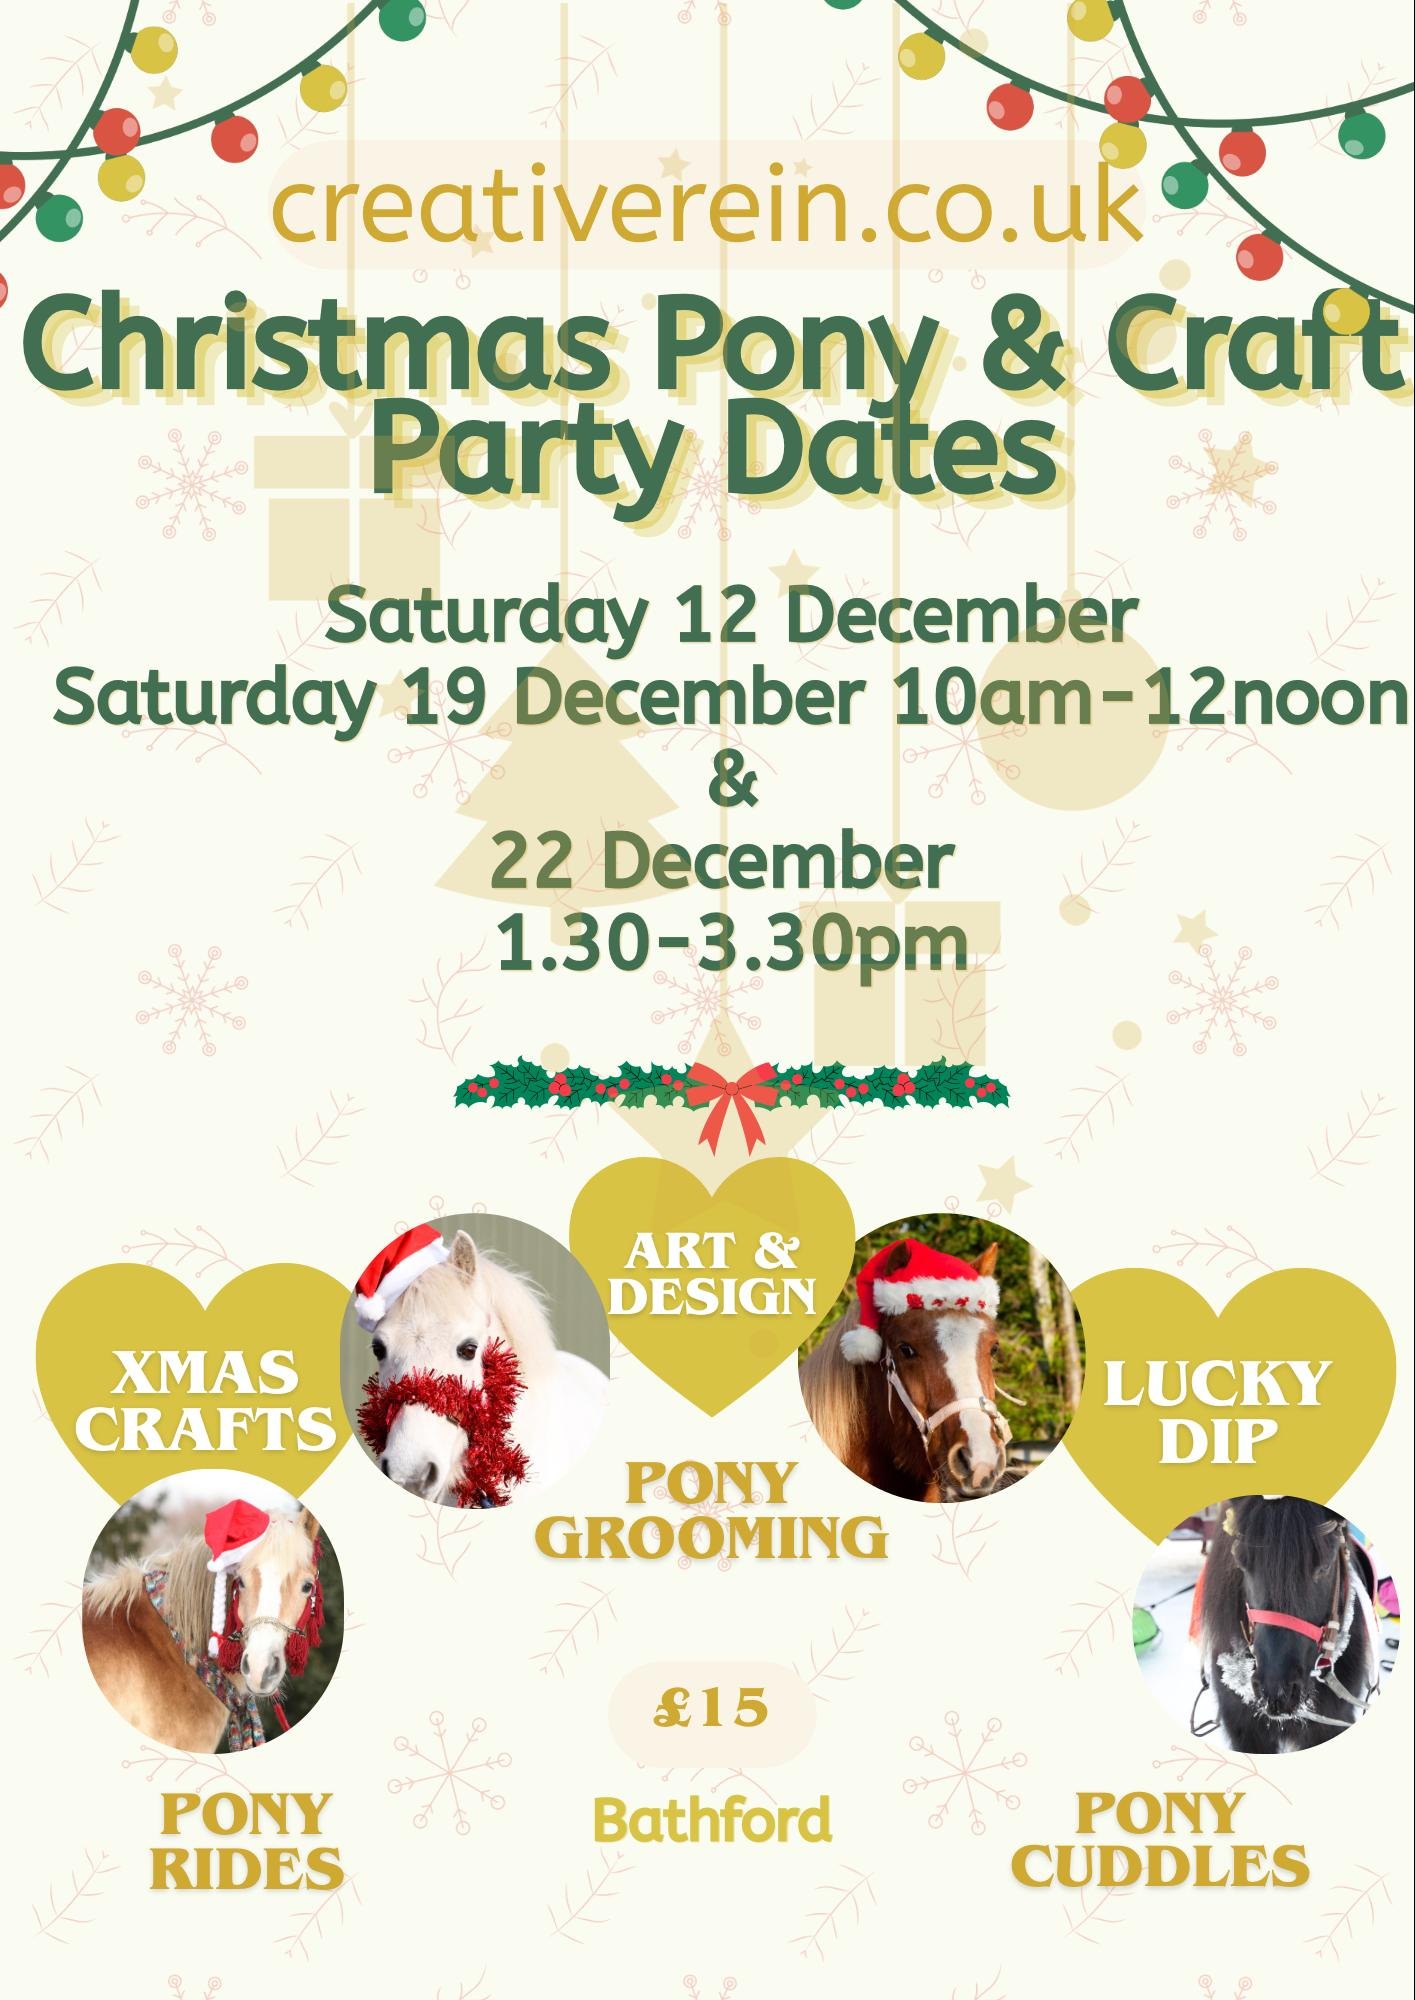 creativerein.co.uk
Christmas Pony & Craft
Party Dates
Saturday 12 December
Saturday 19 December 10am-12noon
&
22 December
1.30-3.30pm
ART &
DESIGN
XMAS
CRAFTS
LUCKY
DIP
PONY
GROOMING
£15
Bathford
PONY
RIDES
PONY
CUDDLES